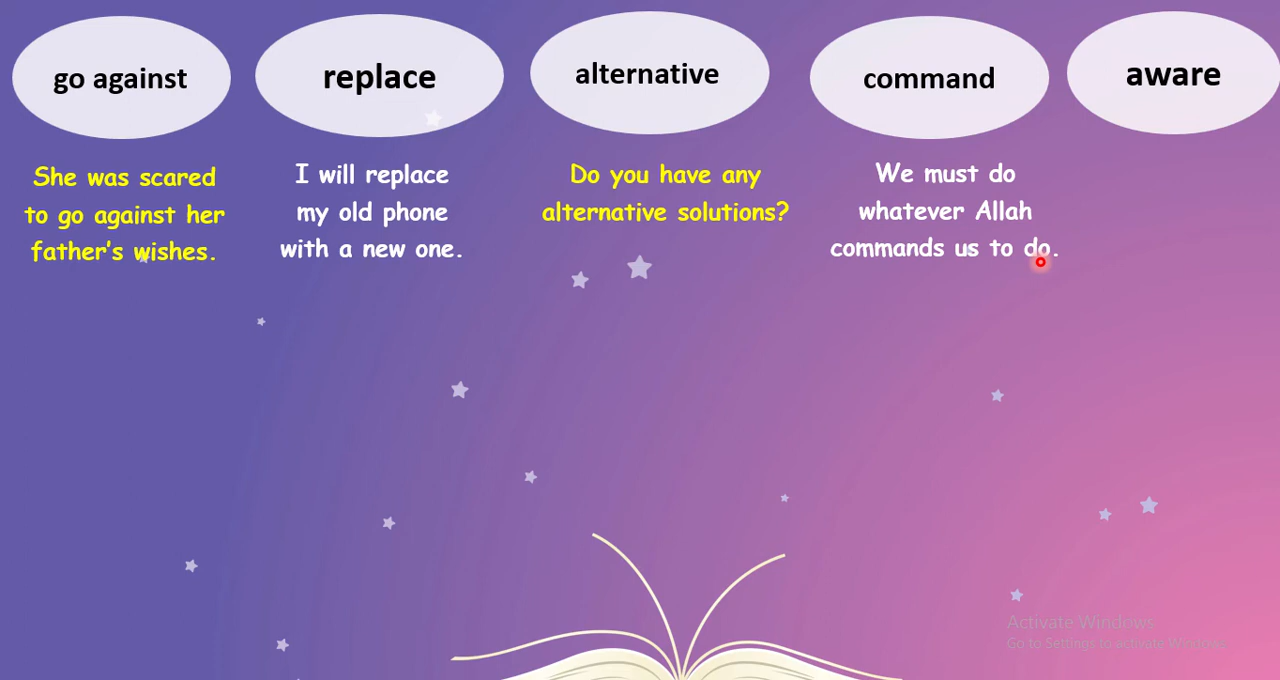 go against
replace
alternative
command
aware
She was scared
to go against her
father's wishes.
I will replace
my old phone
with a new one.
Do you have any
alternative solutions?
We must do
whatever Allah
commands us to do.
Activate Windows
Go to Settings to activate Windows.